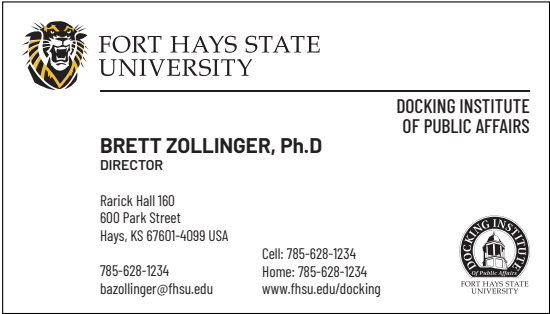 FORT HAYS STATE
UNIVERSITY
DOCKING INSTITUTE
OF PUBLIC AFFAIRS
BRETT ZOLLINGER, Ph.D
DIRECTOR
Rarick Hall 160
600 Park Street
Hays, KS 67601-4099 USA
785-628-1234
bazollinger@fhsu.edu
Cell: 785-628-1234
Home: 785-628-1234
www.fhsu.edu/docking
DOCKING INSTITUTE
Of Public Affairs
FORT HAYS STATE
UNIVERSITY